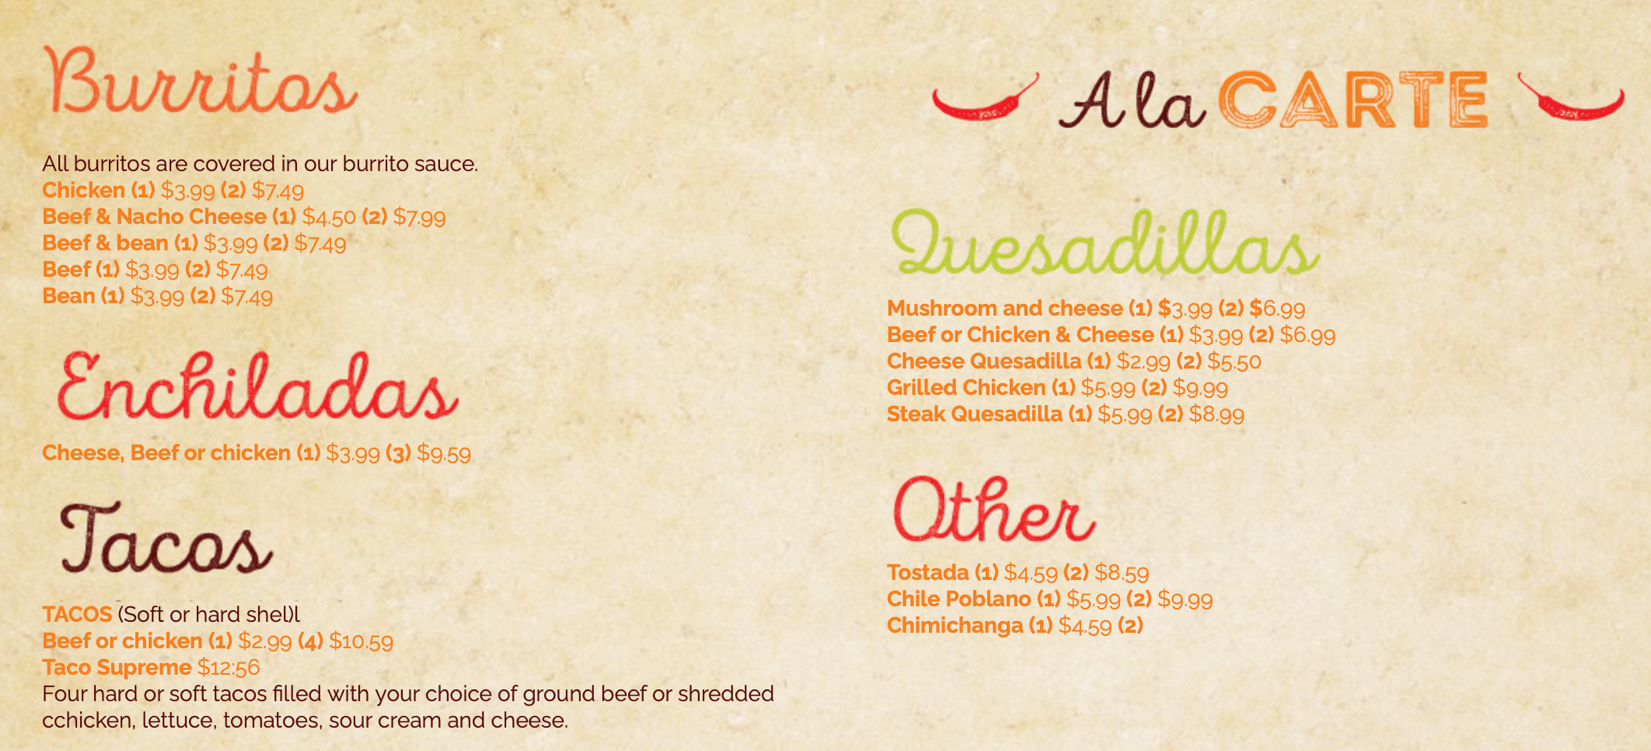 Burritos
All burritos are covered in our burrito sauce.
Chicken (1) $3.99 (2) $7.49
Beef & Nacho Cheese (1) $4.50 (2) $7.99
Beef & bean (1) $3.99 (2) $7.49
Beef (1) $3.99 (2) $7.49
Bean (1) $3.99 (2) $7.49
Enchiladas
Cheese, Beef or chicken (1) $3.99 (3) $9.59
Tacos
TACOS (Soft or hard shel)l
Beef or chicken (1) $2.99 (4) $10.59
Taco Supreme $12:56
Four hard or soft tacos filled with your choice of ground beef or shredded
cchicken, lettuce, tomatoes, sour cream and cheese.
A la CARTE
Quesadillas
Mushroom and cheese (1) $3.99 (2) $6.99
Beef or Chicken & Cheese (1) $3.99 (2) $6.99
Cheese Quesadilla (1) $2.99 (2) $5.50
Grilled Chicken (1) $5.99 (2) $9.99
Steak Quesadilla (1) $5.99 (2) $8.99
Other
Tostada (1) $4.59 (2) $8.59
Chile Poblano (1) $5.99 (2) $9.99
Chimichanga (1) $4.59 (2)